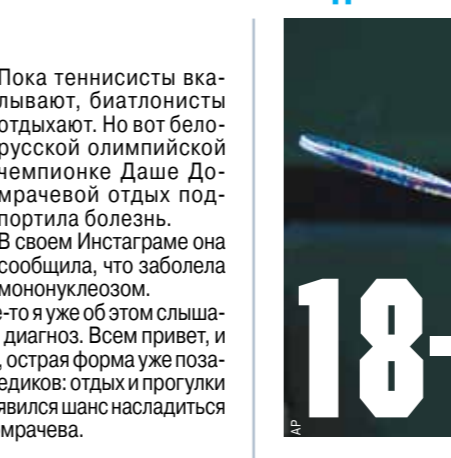 Пока теннисисты вка-
лывают, биатлонисты
отдыхают. Но вот бело-
русской олимпийской
чемпионке Даше До-
мрачевой отдых под-
портила болезнь.
В своем Инстаграме она
сообщила, что заболела
мононуклеозом.
е-то я уже об этом слыша-
диагноз. Всем привет, и
, острая форма уже поза-
едиков: отдых и прогулки
явился шанс насладиться
мрачева.
18-
AP